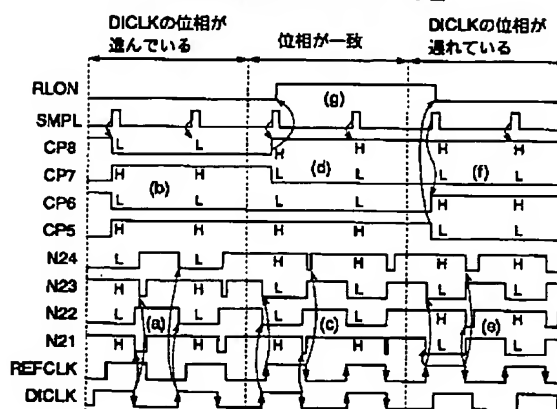 DICLKの位相が
進んでいる
位相が一致
DICLKの位相が
遅れている
RLON
(g)
SMPL
CP8 L L H H H H
CP7 H H L L L L
(b) (d) (f)
CP6 L L L L H H
CP5 H H H H L L
N24 L L H H H H
N23 H H L L L L
N22 L L L L H H
(a) (c) (e)
N21 H H H H L L
REFCLK
DICLK